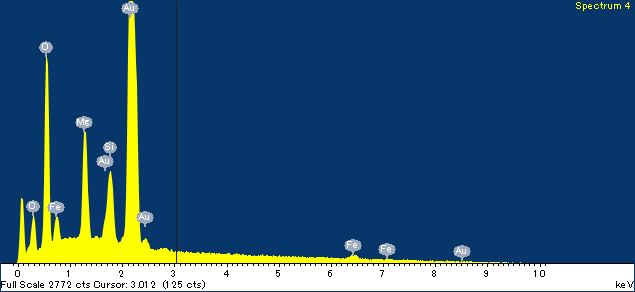 Spectrum 4
Au
O
Mg
Si
Au
O
Fe
Au
Fe
Fe
Au
0 1 2 3 4 5 6 7 8 9 10
Full Scale 2772 cts Cursor: 3.012 (125 cts) keV